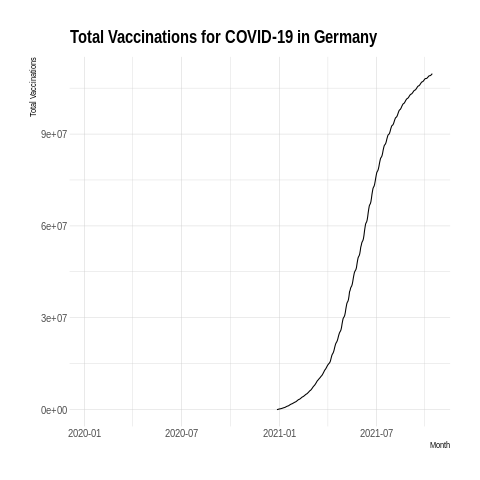 Total Vaccinations for COVID-19 in Germany
Total Vaccinations
9e+07
6e+07
3e+07
0e+00
2020-01
2020-07
2021-01
2021-07
Month